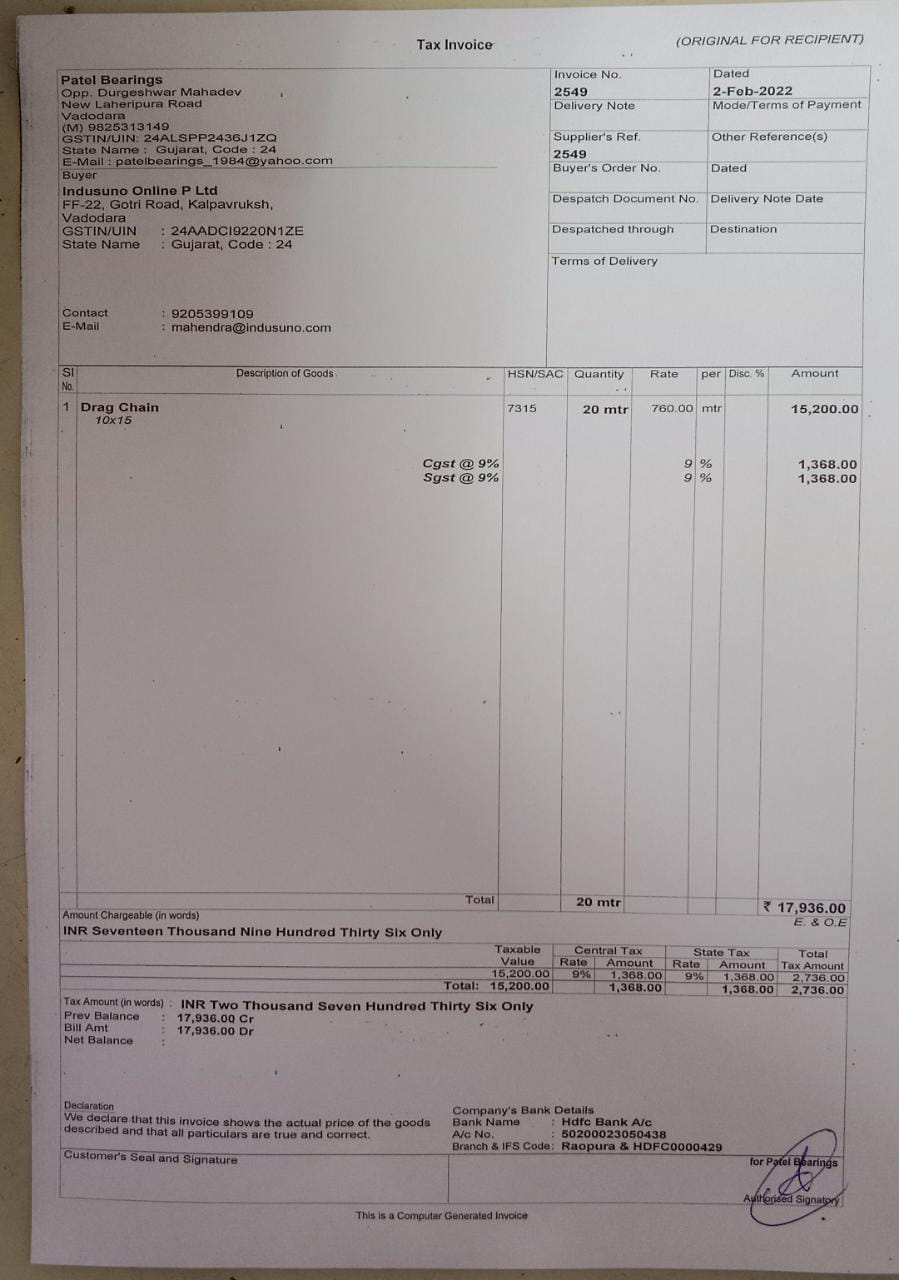 Tax Invoice
(ORIGINAL FOR RECIPIENT)
Patel Bearings
Opp. Durgeshwar Mahadev
New Laheripura Road
Vadodara
(M) 9825313149
GSTIN/UIN: 24ALSPP2436J1ZQ
State Name : Gujarat, Code : 24
E-Mail : patelbearings_1984@yahoo.com
Invoice No. Dated
2549 2-Feb-2022
Delivery Note Mode/Terms of Payment
Supplier's Ref. Other Reference(s)
2549
Buyer
Indusuno Online P Ltd
FF-22, Gotri Road, Kalpavruksh,
Vadodara
GSTIN/UIN : 24AADCI9220N1ZE
State Name : Gujarat, Code : 24
Contact : 9205399109
E-Mail : mahendra@indusuno.com
Buyer's Order No. Dated
Despatch Document No. Delivery Note Date
Despatched through Destination
Terms of Delivery
Sl No. Description of Goods HSN/SAC Quantity Rate per Disc. % Amount
1 Drag Chain 7315 20 mtr 760.00 mtr 15,200.00
10x15
Cgst @ 9% 9 % 1,368.00
Sgst @ 9% 9 % 1,368.00
Total 20 mtr ₹ 17,936.00
Amount Chargeable (in words) E. & O.E
INR Seventeen Thousand Nine Hundred Thirty Six Only
Taxable Value Central Tax State Tax Total Tax Amount
Rate Amount Rate Amount
15,200.00 9% 1,368.00 9% 1,368.00 2,736.00
Total: 15,200.00 1,368.00 1,368.00 2,736.00
Tax Amount (in words) : INR Two Thousand Seven Hundred Thirty Six Only
Prev Balance : 17,936.00 Cr
Bill Amt : 17,936.00 Dr
Net Balance :
Declaration
We declare that this invoice shows the actual price of the goods
described and that all particulars are true and correct.
Company's Bank Details
Bank Name : Hdfc Bank A/c
A/c No. : 50200023050438
Branch & IFS Code : Raopura & HDFC0000429
Customer's Seal and Signature
for Patel Bearings
Authorised Signatory
This is a Computer Generated Invoice